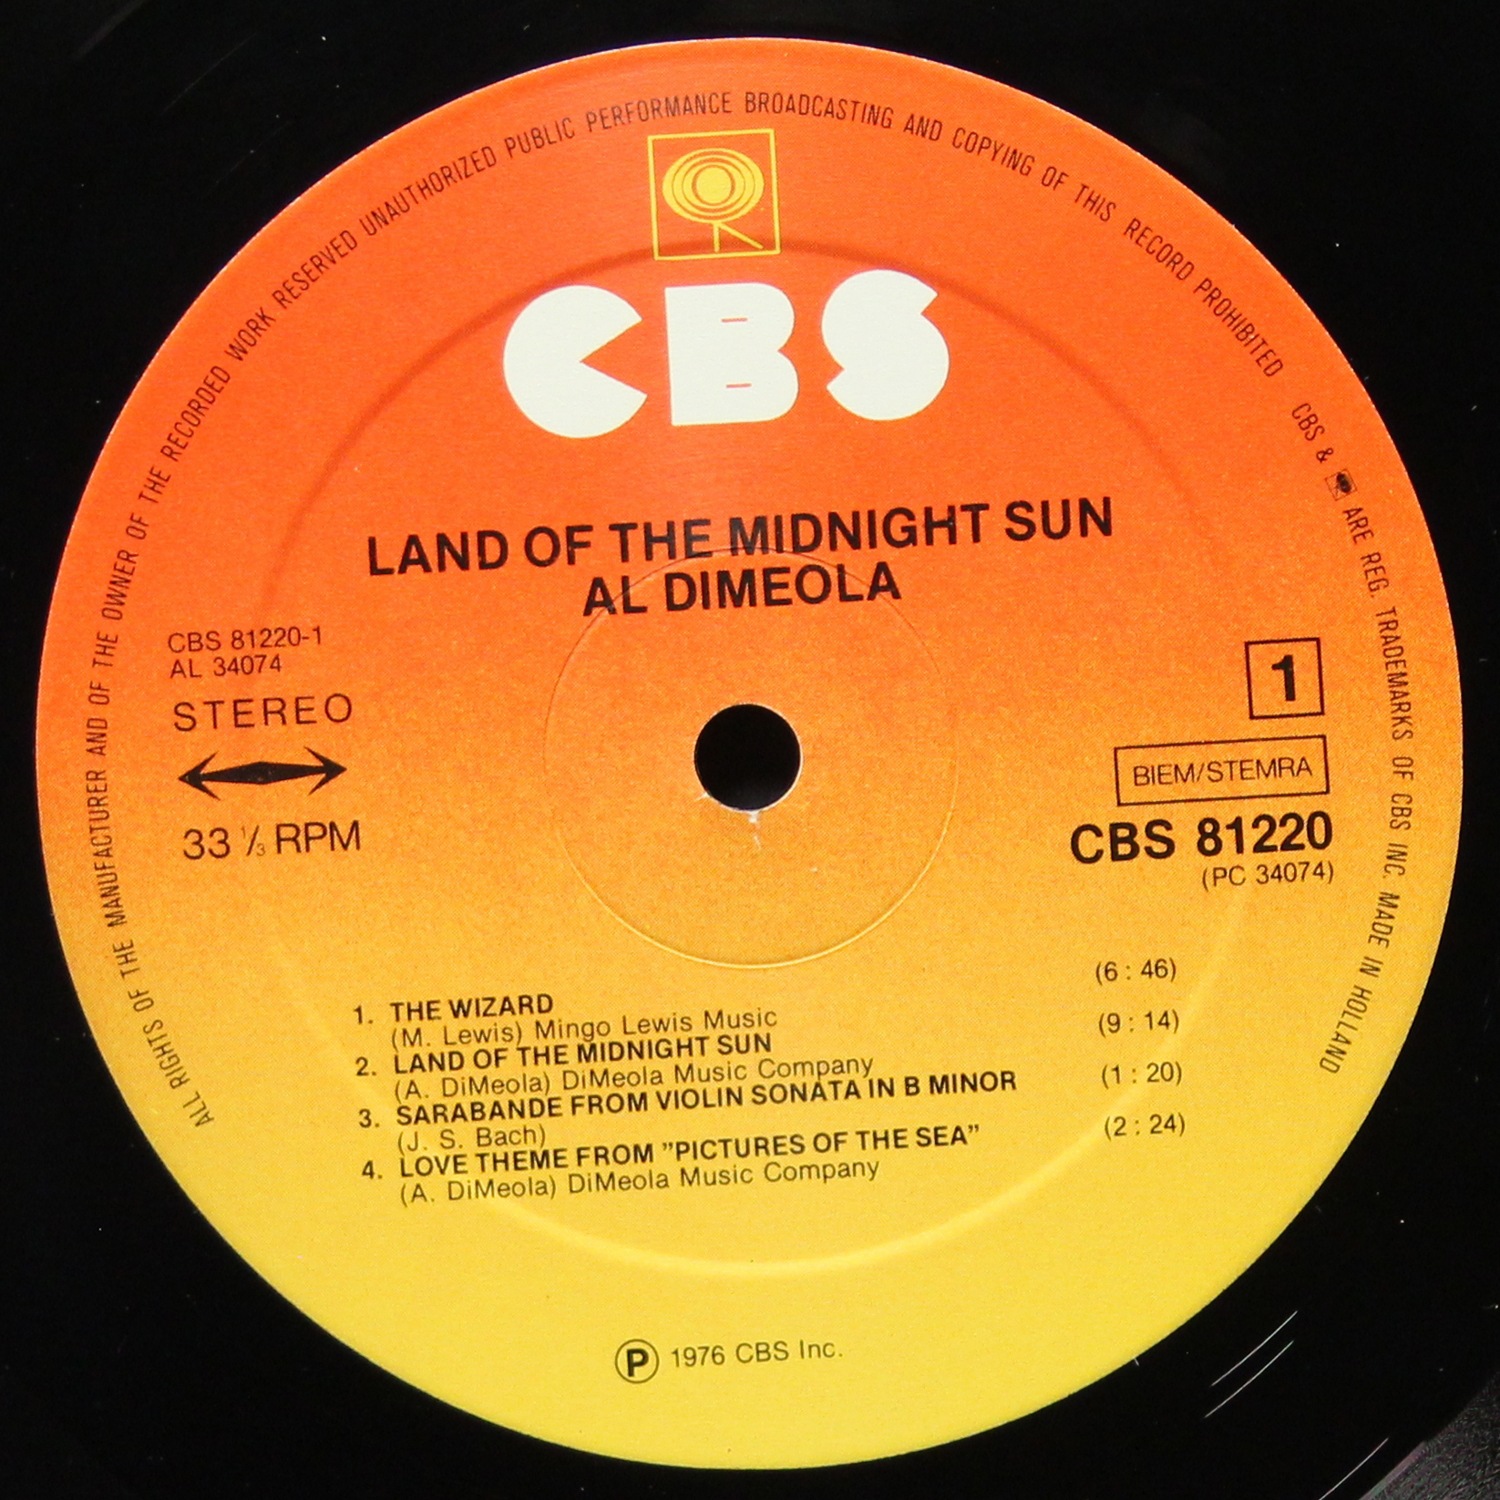 ALL RIGHTS OF THE MANUFACTURER AND OF THE OWNER OF THE RECORDED WORK RESERVED UNAUTHORIZED PUBLIC PERFORMANCE BROADCASTING AND COPYING OF THIS RECORD PROHIBITED CBS & ARE REG. TRADEMARKS OF CBS INC. MADE IN HOLLAND
CBS
LAND OF THE MIDNIGHT SUN
AL DIMEOLA
CBS 81220-1
AL 34074
STEREO
33 1/3 RPM
1
BIEM/STEMRA
CBS 81220
(PC 34074)
1. THE WIZARD (6 : 46)
(M. Lewis) Mingo Lewis Music
2. LAND OF THE MIDNIGHT SUN (9 : 14)
(A. DiMeola) DiMeola Music Company
3. SARABANDE FROM VIOLIN SONATA IN B MINOR (1 : 20)
(J. S. Bach)
4. LOVE THEME FROM ”PICTURES OF THE SEA” (2 : 24)
(A. DiMeola) DiMeola Music Company
Ⓟ 1976 CBS Inc.